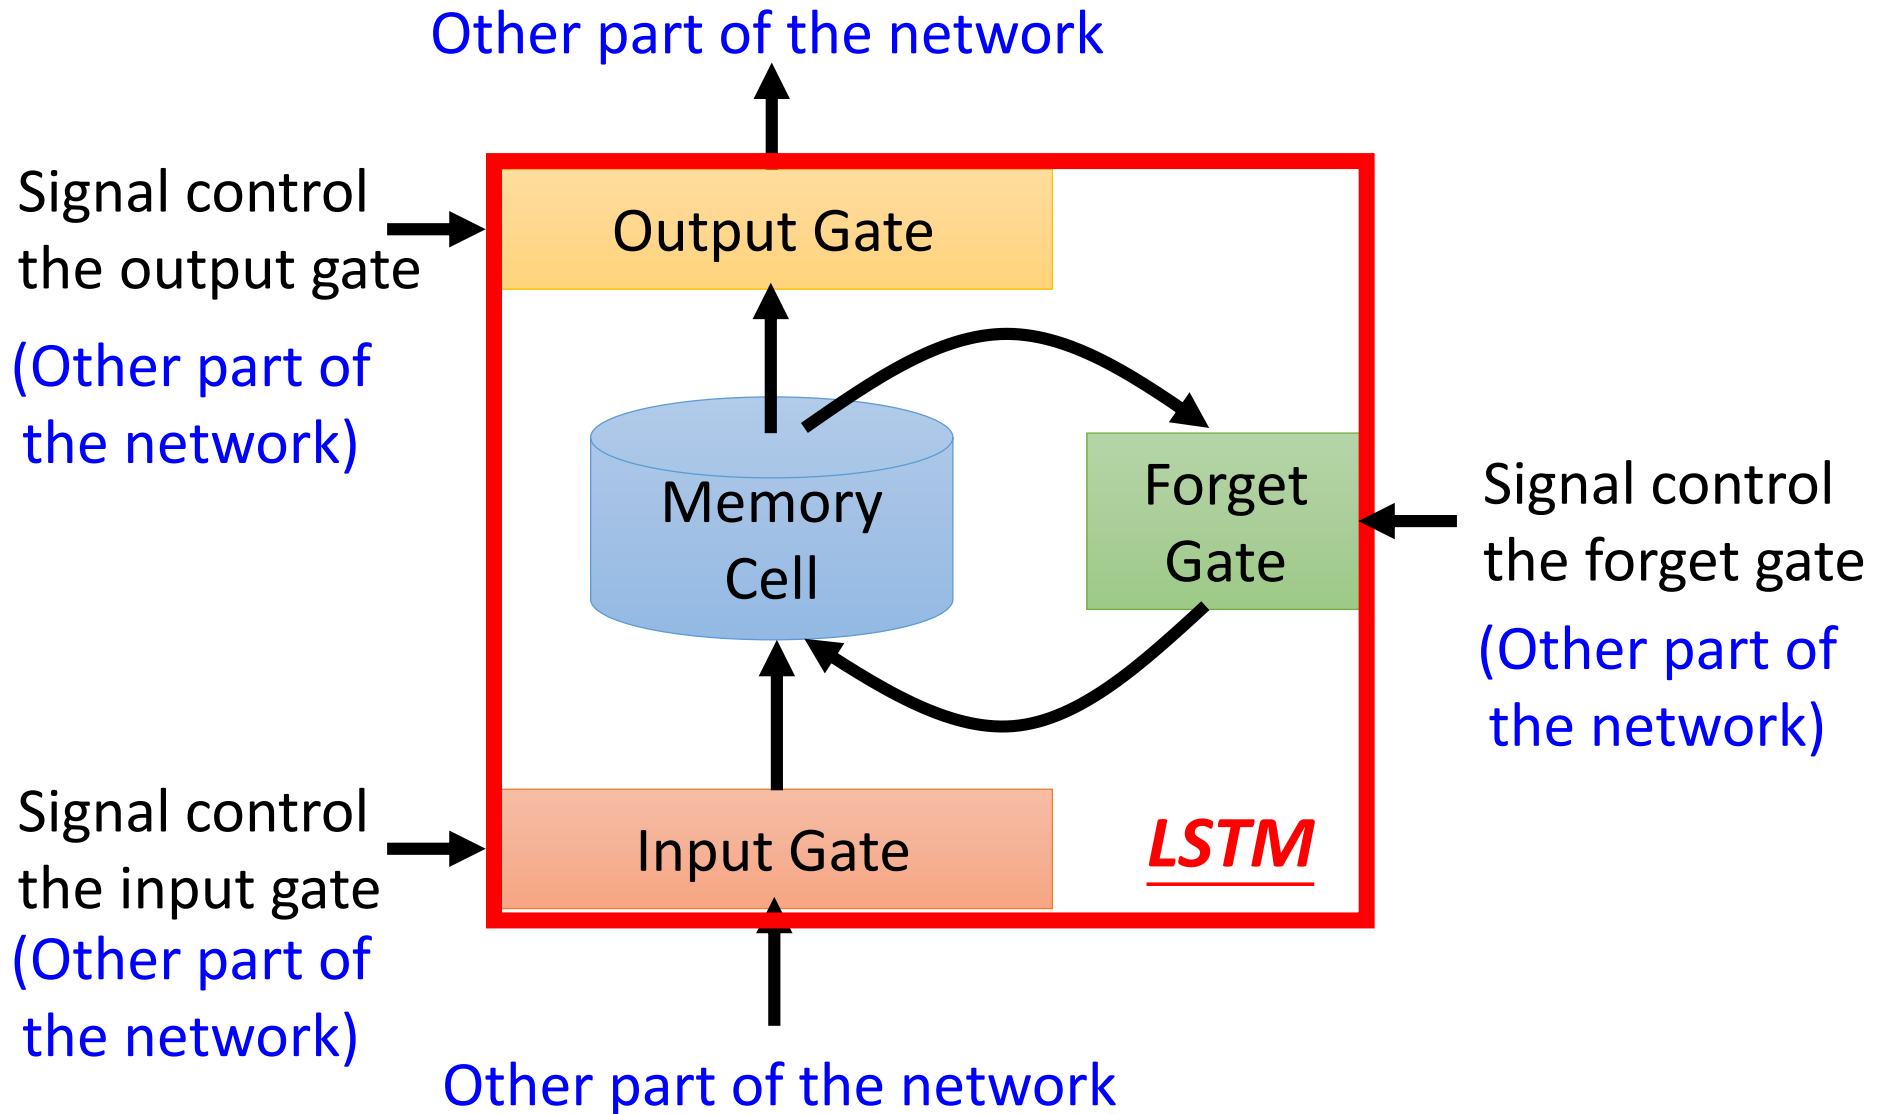 Other part of the network
Signal control
the output gate
(Other part of
the network)
Output Gate
Memory
Cell
Forget
Gate
Signal control
the forget gate
(Other part of
the network)
Signal control
the input gate
(Other part of
the network)
Input Gate
LSTM
Other part of the network